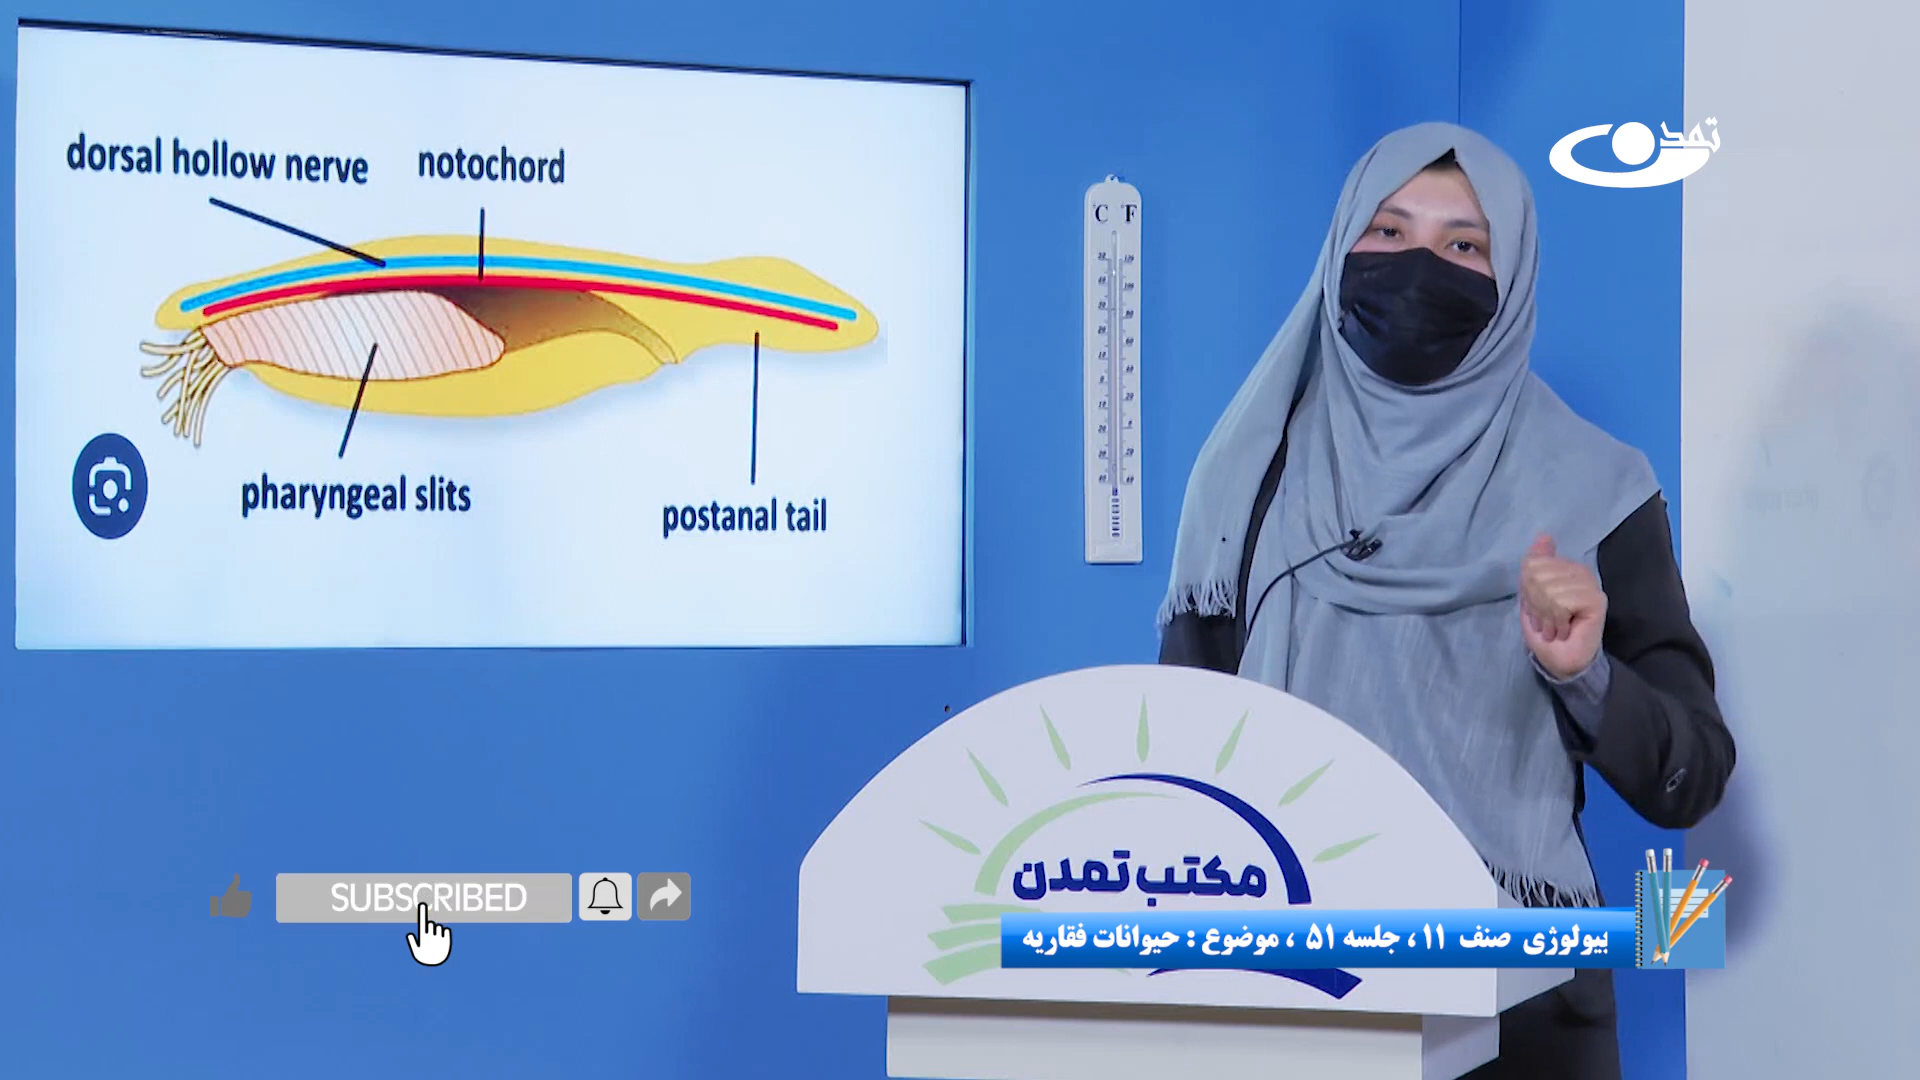 dorsal hollow nerve
notochord
pharyngeal slits
postanal tail
C F
تمدن
مکتب تمدن
بیولوژی صنف ۱۱ ، جلسه ۵۱ ، موضوع : حیوانات فقاریه
SUBSCRIBED